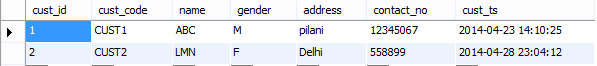 cust_id cust_code name gender address contact_no cust_ts
1 CUST1 ABC M pilani 12345067 2014-04-23 14:10:25
2 CUST2 LMN F Delhi 558899 2014-04-28 23:04:12